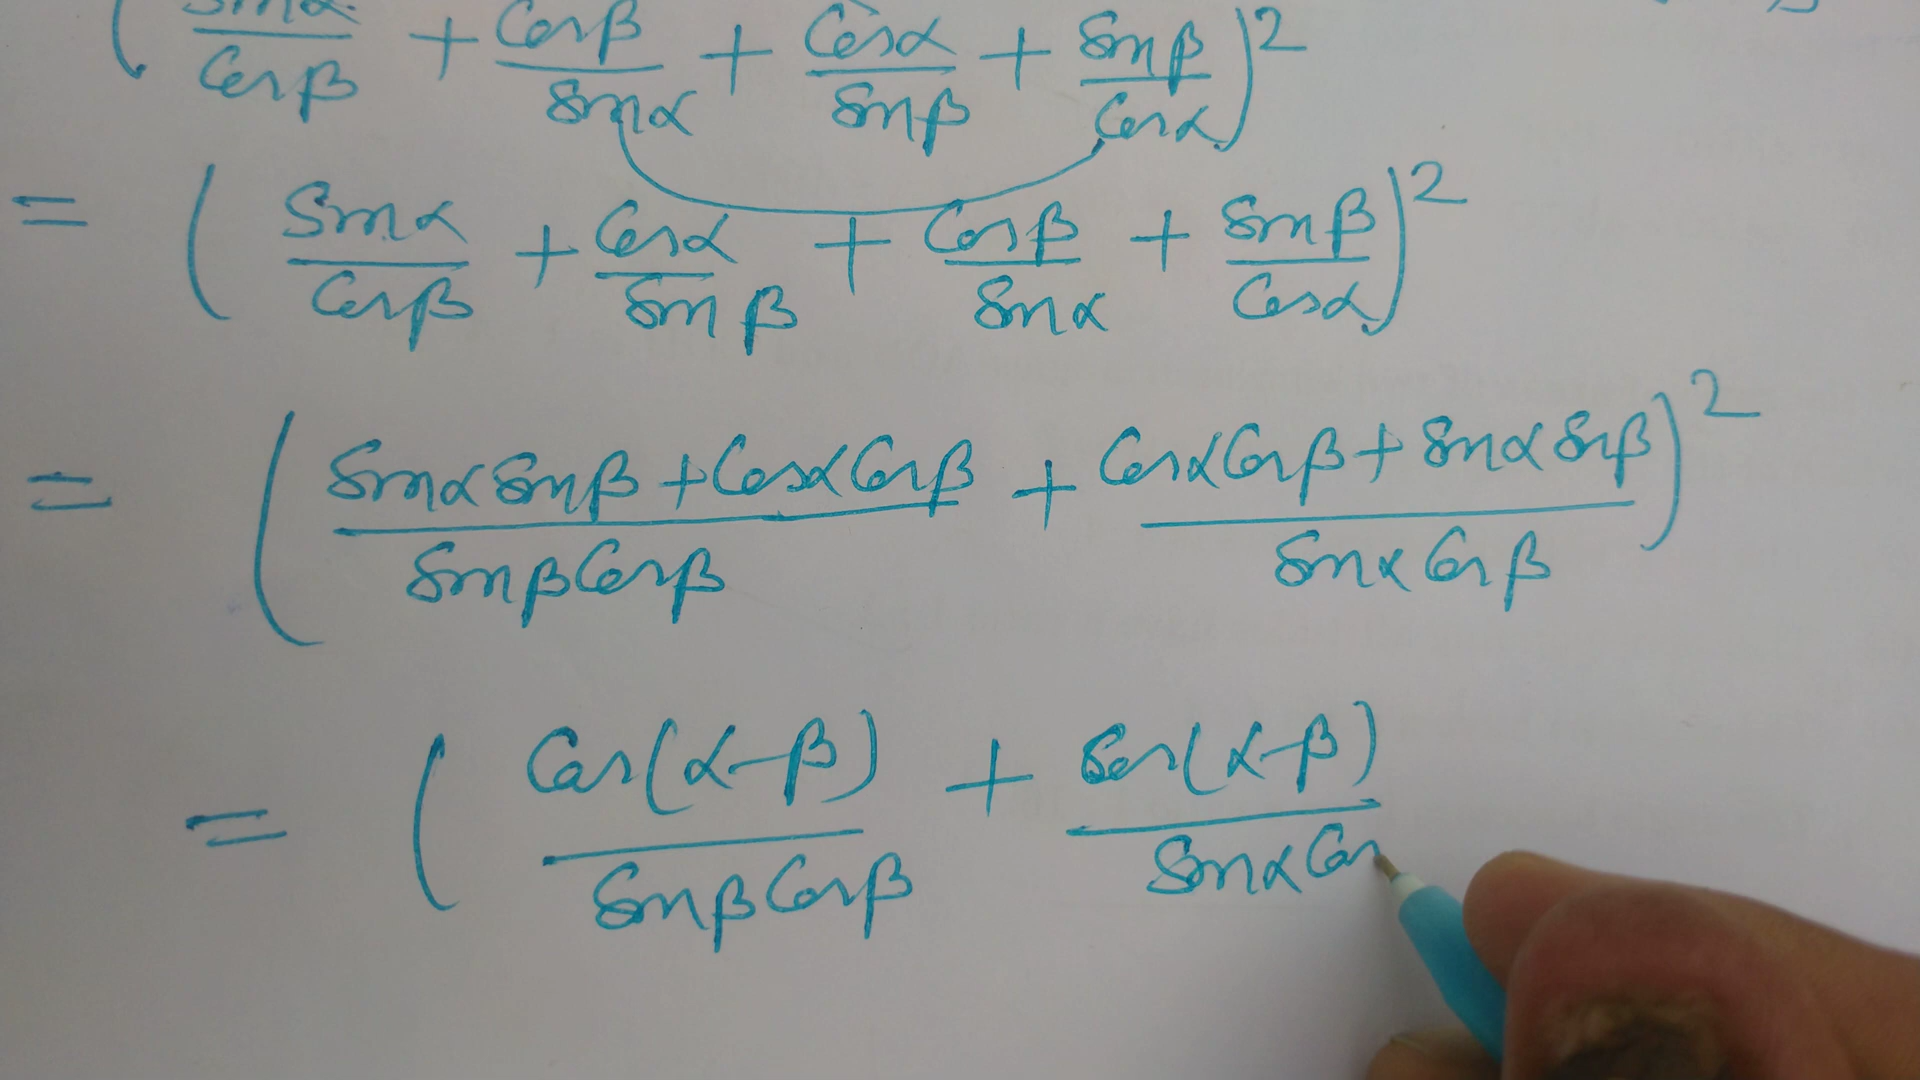 ( Sinα/Cosβ + Cosβ/Sinα + Cosα/Sinβ + Sinβ/Cosα )²
= ( Sinα/Cosβ + Cosα/Sinβ + Cosβ/Sinα + Sinβ/Cosα )²
= ( (Sinα Sinβ + Cosα Cosβ)/(Sinβ Cosβ) + (Cosα Cosβ + Sinα Sinβ)/(Sinα Cosβ) )²
= ( Cos(α-β)/(Sinβ Cosβ) + Cos(α-β)/(Sinα Cos